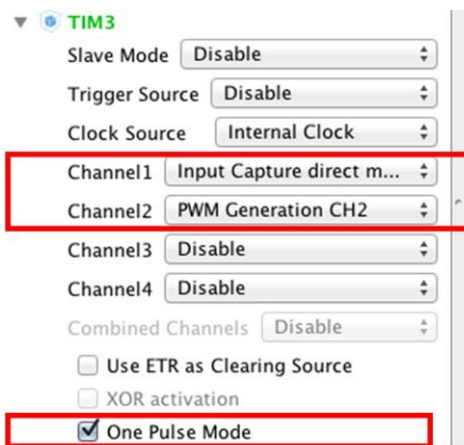 TIM3
Slave Mode Disable
Trigger Source Disable
Clock Source Internal Clock
Channel1 Input Capture direct m...
Channel2 PWM Generation CH2
Channel3 Disable
Channel4 Disable
Combined Channels Disable
Use ETR as Clearing Source
XOR activation
One Pulse Mode